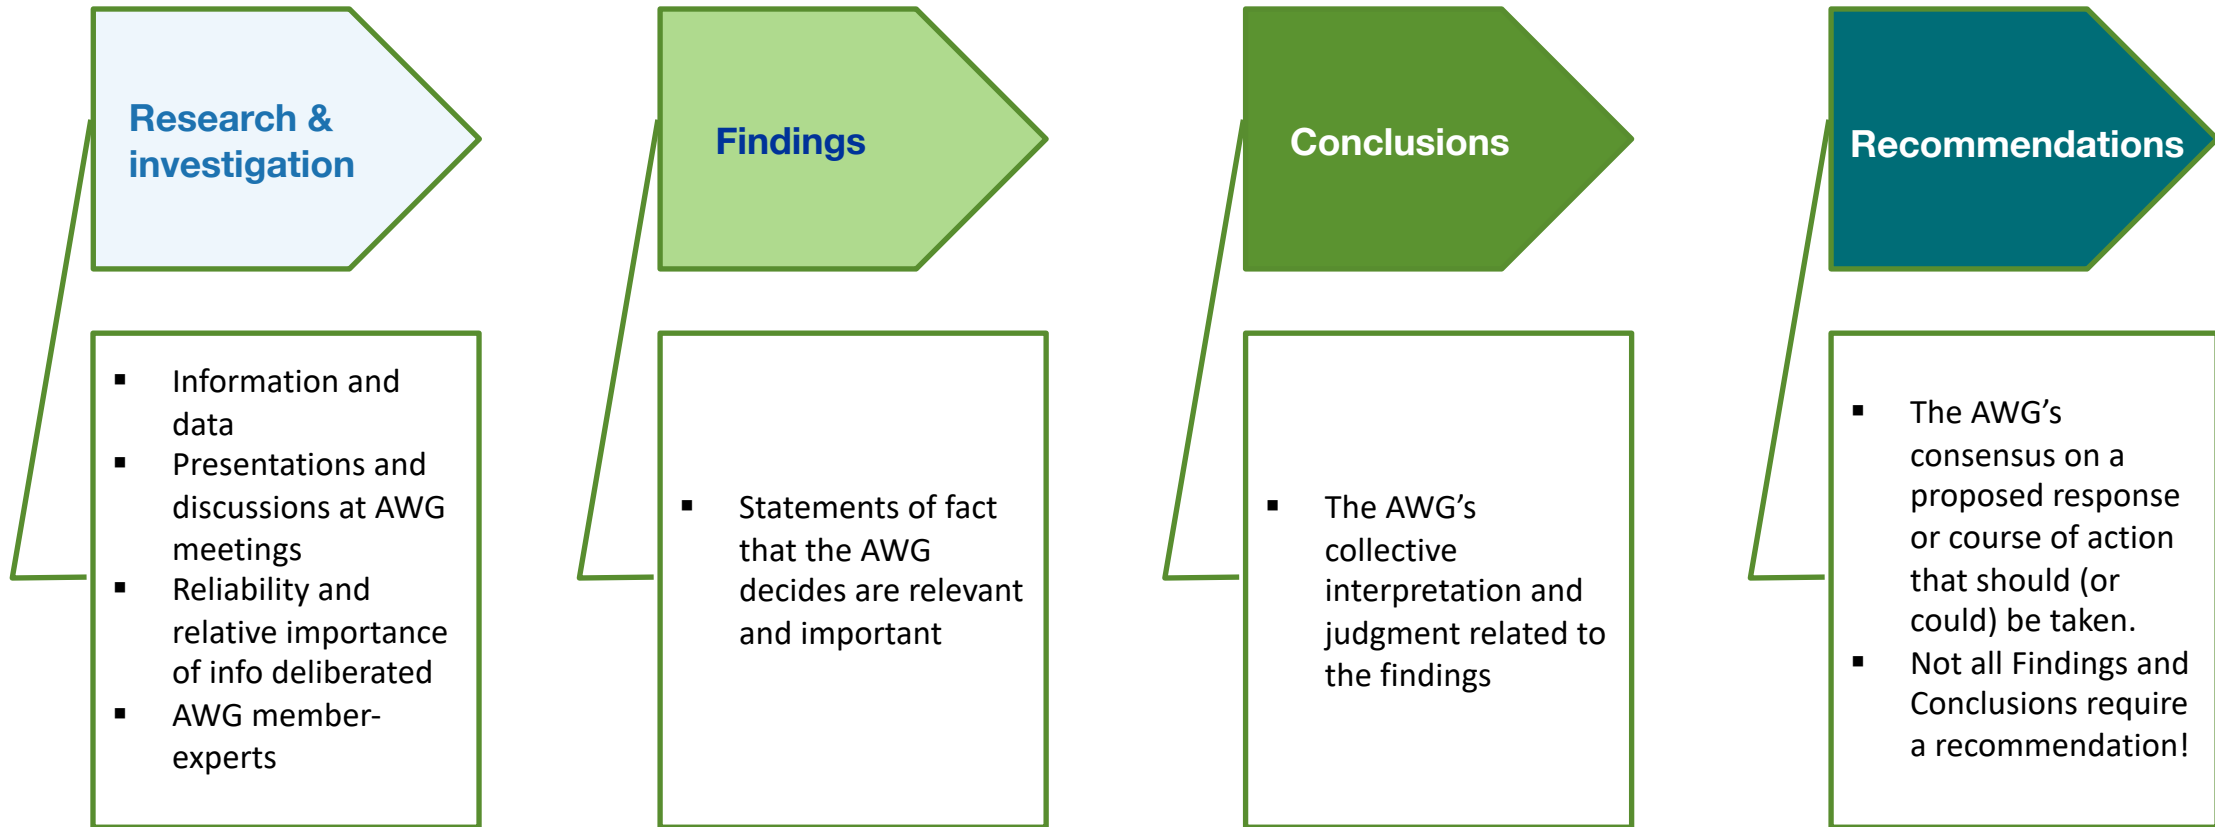 Research &
investigation
Findings
Conclusions
Recommendations
▪ Information and
data
▪ Presentations and
discussions at AWG
meetings
▪ Reliability and
relative importance
of info deliberated
▪ AWG member-
experts
▪ Statements of fact
that the AWG
decides are relevant
and important
▪ The AWG’s
collective
interpretation and
judgment related to
the findings
▪ The AWG’s
consensus on a
proposed response
or course of action
that should (or
could) be taken.
▪ Not all Findings and
Conclusions require
a recommendation!